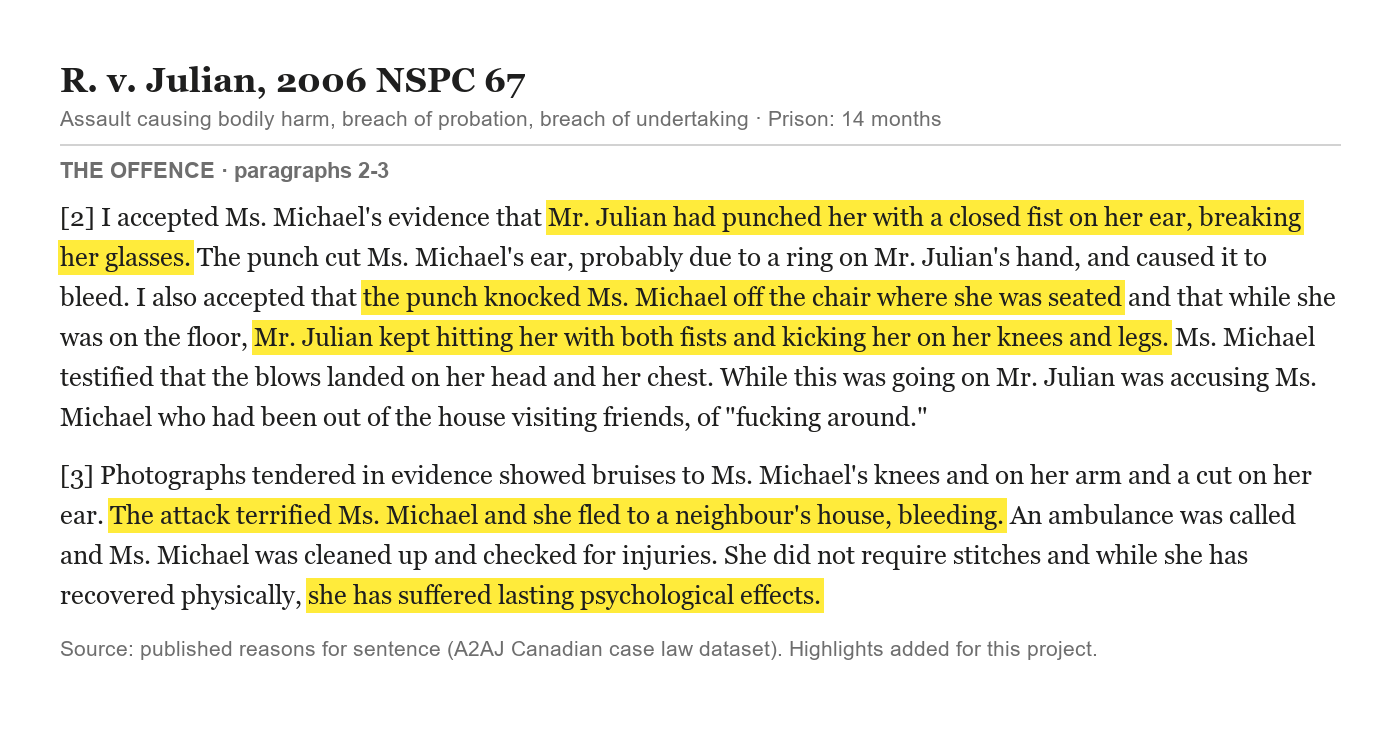 R. v. Julian, 2006 NSPC 67
Assault causing bodily harm, breach of probation, breach of undertaking · Prison: 14 months
THE OFFENCE · paragraphs 2-3
[2] I accepted Ms. Michael's evidence that Mr. Julian had punched her with a closed fist on her ear, breaking
her glasses. The punch cut Ms. Michael's ear, probably due to a ring on Mr. Julian's hand, and caused it to
bleed. I also accepted that the punch knocked Ms. Michael off the chair where she was seated and that while she
was on the floor, Mr. Julian kept hitting her with both fists and kicking her on her knees and legs. Ms. Michael
testified that the blows landed on her head and her chest. While this was going on Mr. Julian was accusing Ms.
Michael who had been out of the house visiting friends, of "fucking around."
[3] Photographs tendered in evidence showed bruises to Ms. Michael's knees and on her arm and a cut on her
ear. The attack terrified Ms. Michael and she fled to a neighbour's house, bleeding. An ambulance was called
and Ms. Michael was cleaned up and checked for injuries. She did not require stitches and while she has
recovered physically, she has suffered lasting psychological effects.
Source: published reasons for sentence (A2AJ Canadian case law dataset). Highlights added for this project.